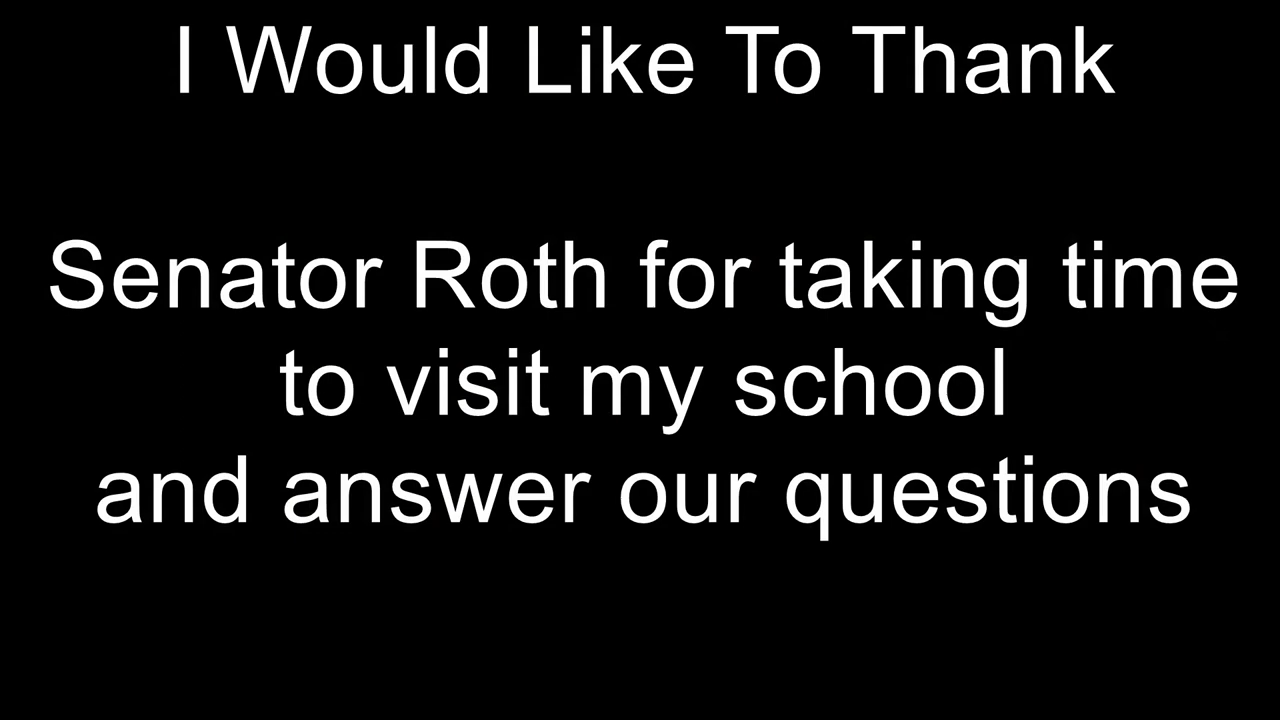 I Would Like To Thank
Senator Roth for taking time
to visit my school
and answer our questions